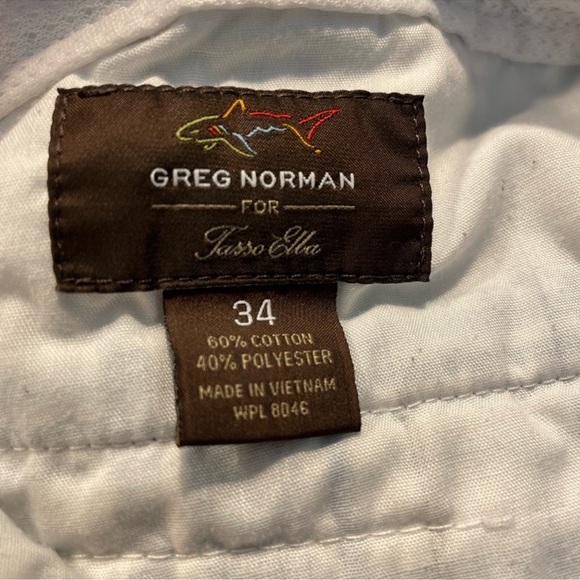 GREG NORMAN
FOR
Tasso Elba
34
60% COTTON
40% POLYESTER
MADE IN VIETNAM
WPL 8046